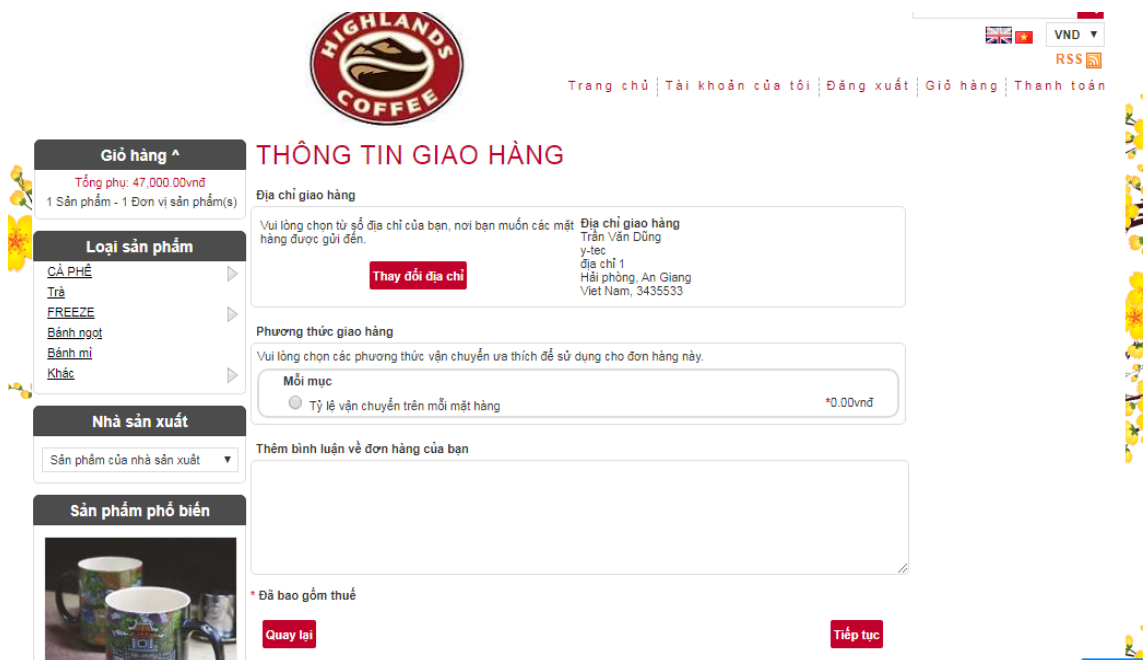 HIGHLANDS
COFFEE
VND
RSS
Trang chủ
Tài khoản của tôi
Đăng xuất
Giỏ hàng
Thanh toán
Giỏ hàng ^
Tổng phụ: 47,000.00vnđ
1 Sản phẩm - 1 Đơn vị sản phẩm(s)
Loại sản phẩm
CÀ PHÊ
Trà
FREEZE
Bánh ngọt
Bánh mì
Khác
Nhà sản xuất
Sản phẩm của nhà sản xuất
Sản phẩm phổ biến
THÔNG TIN GIAO HÀNG
Địa chỉ giao hàng
Vui lòng chọn từ sổ địa chỉ của bạn, nơi bạn muốn các mặt
hàng được gửi đến.
Thay đổi địa chỉ
Địa chỉ giao hàng
Trần Văn Dũng
y-tec
địa chỉ 1
Hải phòng, An Giang
Viet Nam, 3435533
Phương thức giao hàng
Vui lòng chọn các phương thức vận chuyển ưa thích để sử dụng cho đơn hàng này.
Mỗi mục
Tỷ lệ vận chuyển trên mỗi mặt hàng
*0.00vnđ
Thêm bình luận về đơn hàng của bạn
* Đã bao gồm thuế
Quay lại
Tiếp tục